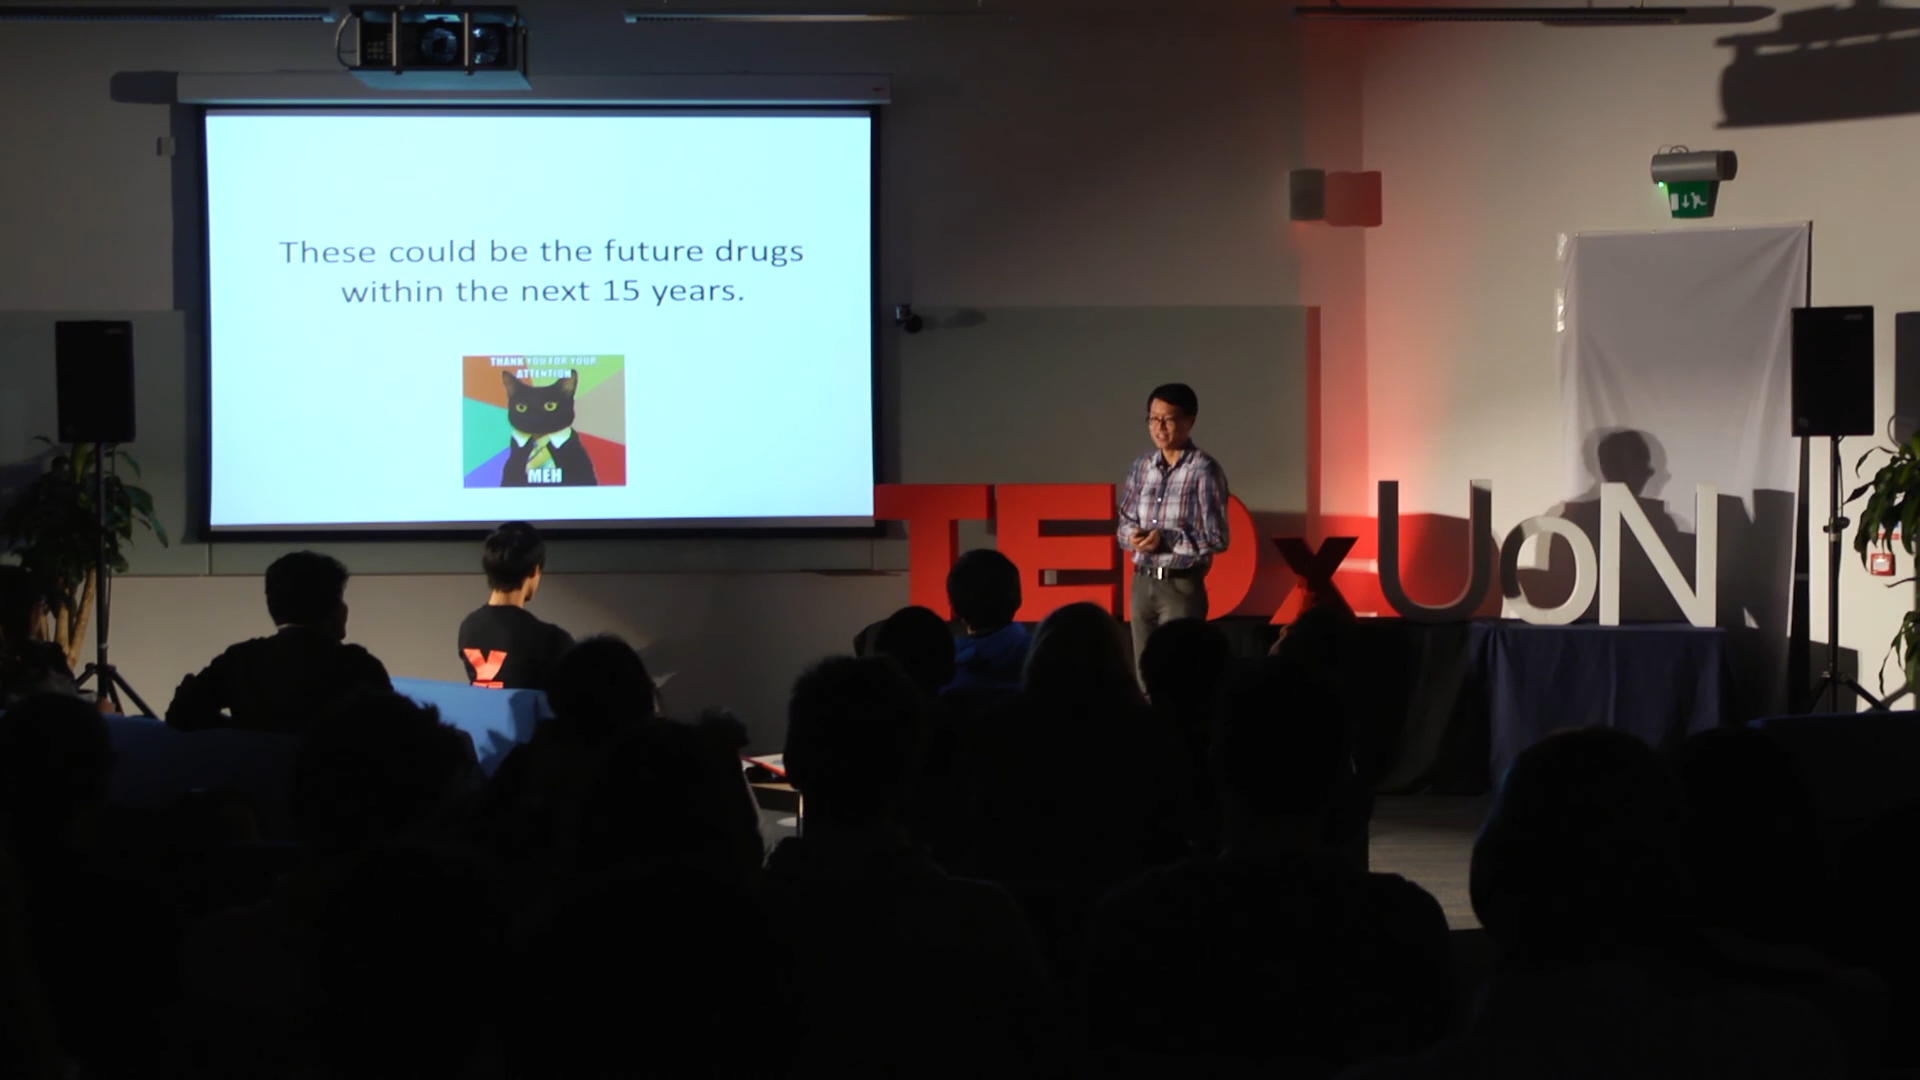 These could be the future drugs
within the next 15 years.
THANK YOU FOR YOUR
ATTENTION
MEH
TEDxUoN
X